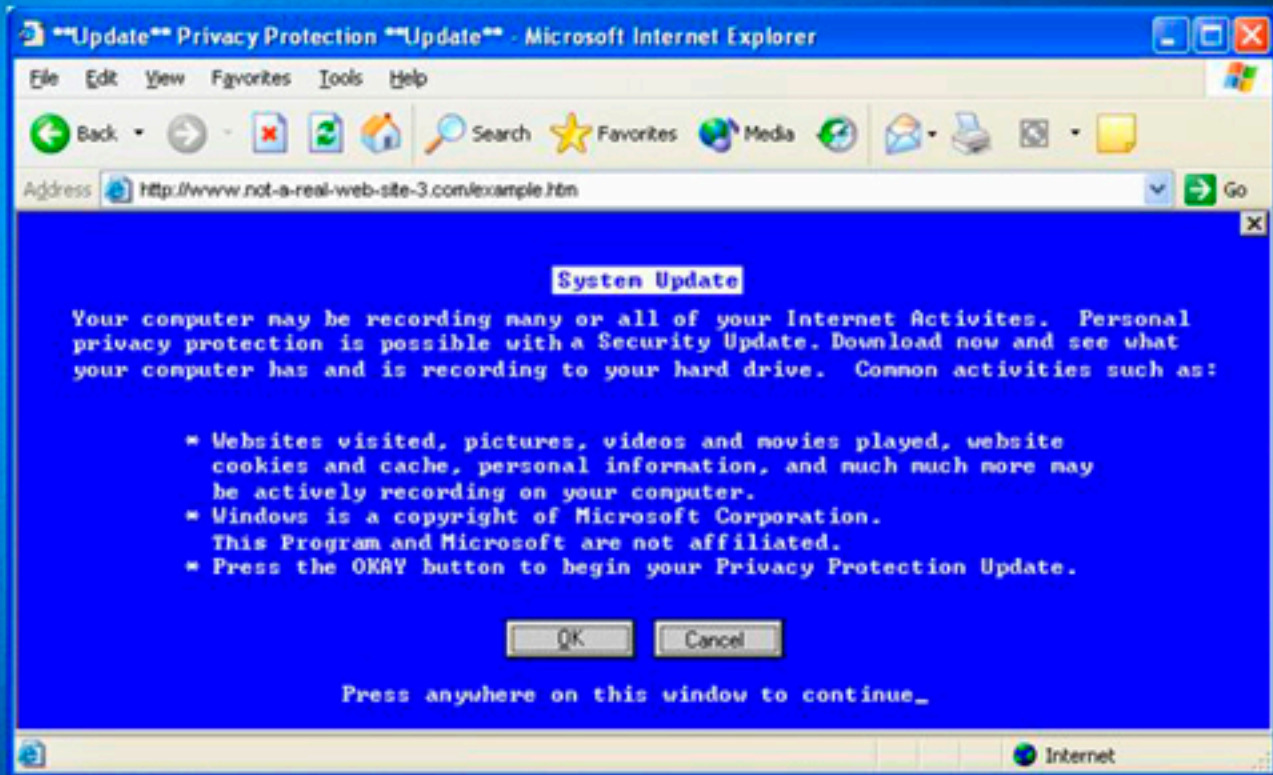 **Update** Privacy Protection **Update** - Microsoft Internet Explorer
File Edit View Favorites Tools Help
Back Search Favorites Media
Address http://www.not-a-real-web-site-3.com/example.htm Go
System Update
Your computer may be recording many or all of your Internet Activites. Personal
privacy protection is possible with a Security Update. Download now and see what
your computer has and is recording to your hard drive. Common activities such as:
* Websites visited, pictures, videos and movies played, website
cookies and cache, personal information, and much much more may
be actively recording on your computer.
* Windows is a copyright of Microsoft Corporation.
This Program and Microsoft are not affiliated.
* Press the OKAY button to begin your Privacy Protection Update.
OK Cancel
Press anywhere on this window to continue_
Internet